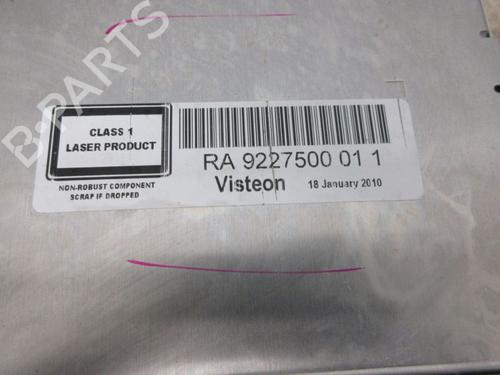 B-PARTS
CLASS 1
LASER PRODUCT
NON-ROBUST COMPONENT
SCRAP IF DROPPED
RA 9227500 01 1
Visteon 18 January 2010